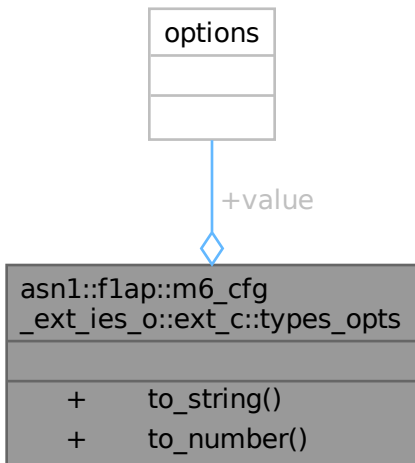 options
+value
asn1::f1ap::m6_cfg
_ext_ies_o::ext_c::types_opts
+ to_string()
+ to_number()